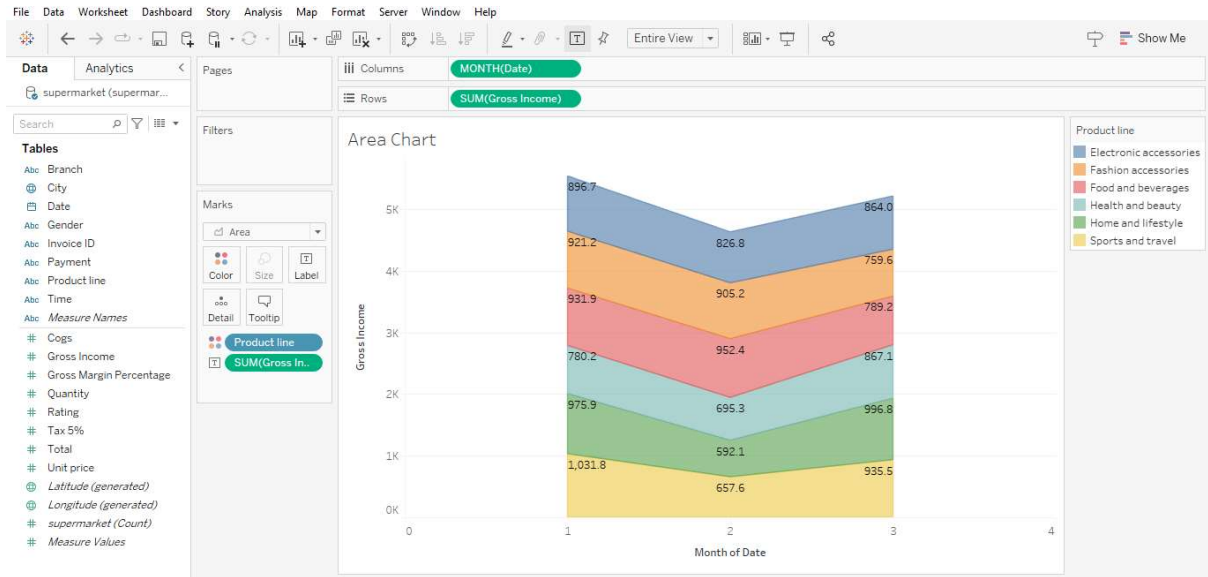 File Data Worksheet Dashboard Story Analysis Map Format Server Window Help
Entire View
Show Me
Data Analytics
supermarket (supermar...
Search
Tables
Abc Branch
City
Date
Abc Gender
Abc Invoice ID
Abc Payment
Abc Product line
Abc Time
Abc Measure Names
# Cogs
# Gross Income
# Gross Margin Percentage
# Quantity
# Rating
# Tax 5%
# Total
# Unit price
Latitude (generated)
Longitude (generated)
# supermarket (Count)
# Measure Values
Pages
Filters
Marks
Area
Color Size Label
Detail Tooltip
Product line
SUM(Gross In..
Columns MONTH(Date)
Rows SUM(Gross Income)
Area Chart
Gross Income
5K
4K
3K
2K
1K
0K
896.7
826.8
864.0
921.2
905.2
759.6
931.9
952.4
789.2
780.2
695.3
867.1
975.9
592.1
996.8
1,031.8
657.6
935.5
0 1 2 3 4
Month of Date
Product line
Electronic accessories
Fashion accessories
Food and beverages
Health and beauty
Home and lifestyle
Sports and travel